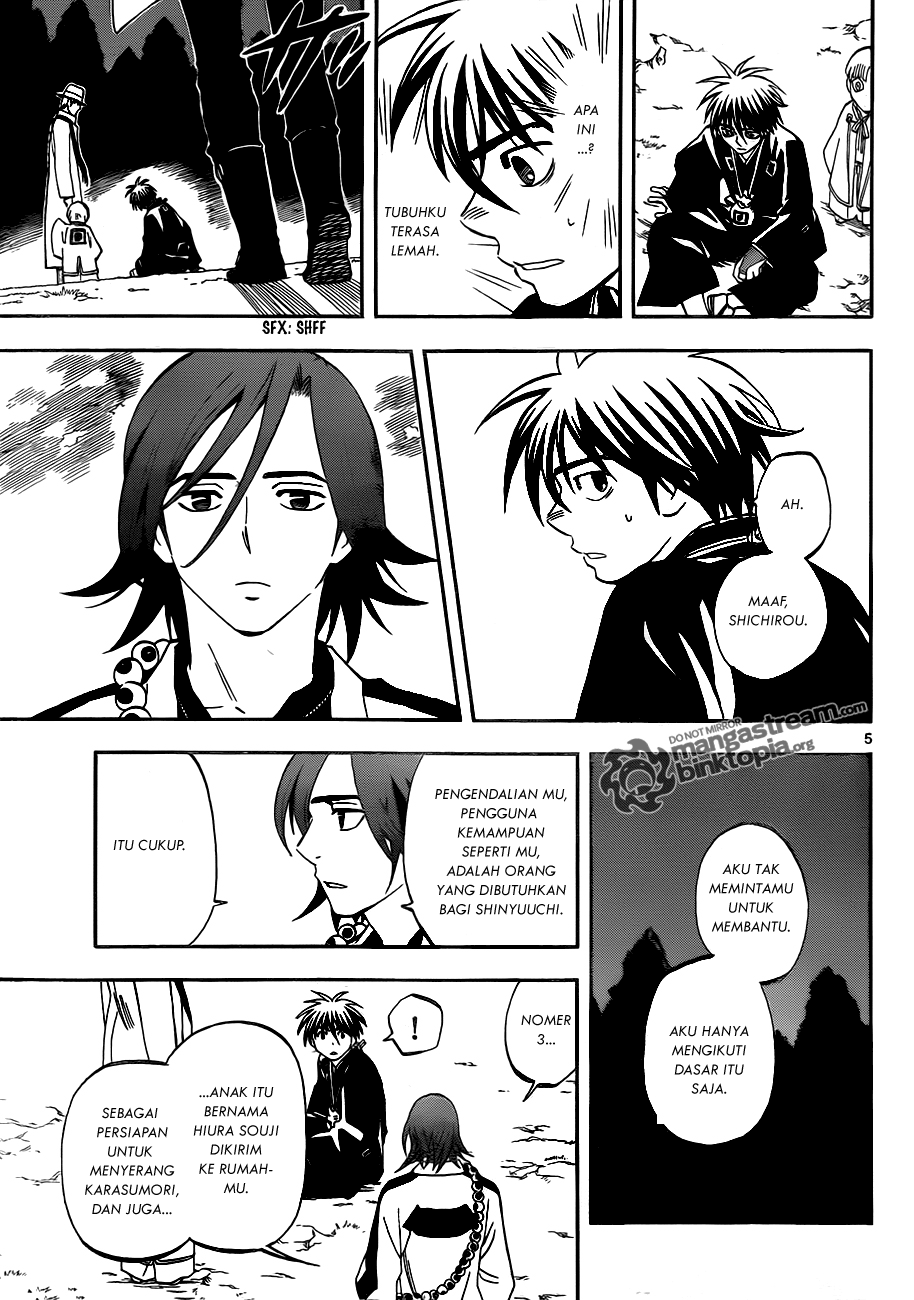 APA
INI
...?
TUBUHKU
TERASA
LEMAH.
SFX: SHFF
AH.
MAAF,
SHICHIROU.
DO NOT MIRROR
mangastream.com
binktopia.org
5
AKU TAK
MEMINTAMU
UNTUK
MEMBANTU.
AKU HANYA
MENGIKUTI
DASAR ITU
SAJA.
PENGENDALIAN MU,
PENGGUNA
KEMAMPUAN
SEPERTI MU,
ADALAH ORANG
YANG DIBUTUHKAN
BAGI SHINYUUCHI.
ITU CUKUP.
NOMER
3...
!
...ANAK ITU
BERNAMA
HIURA SOUJI
DIKIRIM
KE RUMAH-
MU.
SEBAGAI
PERSIAPAN
UNTUK
MENYERANG
KARASUMORI,
DAN JUGA...